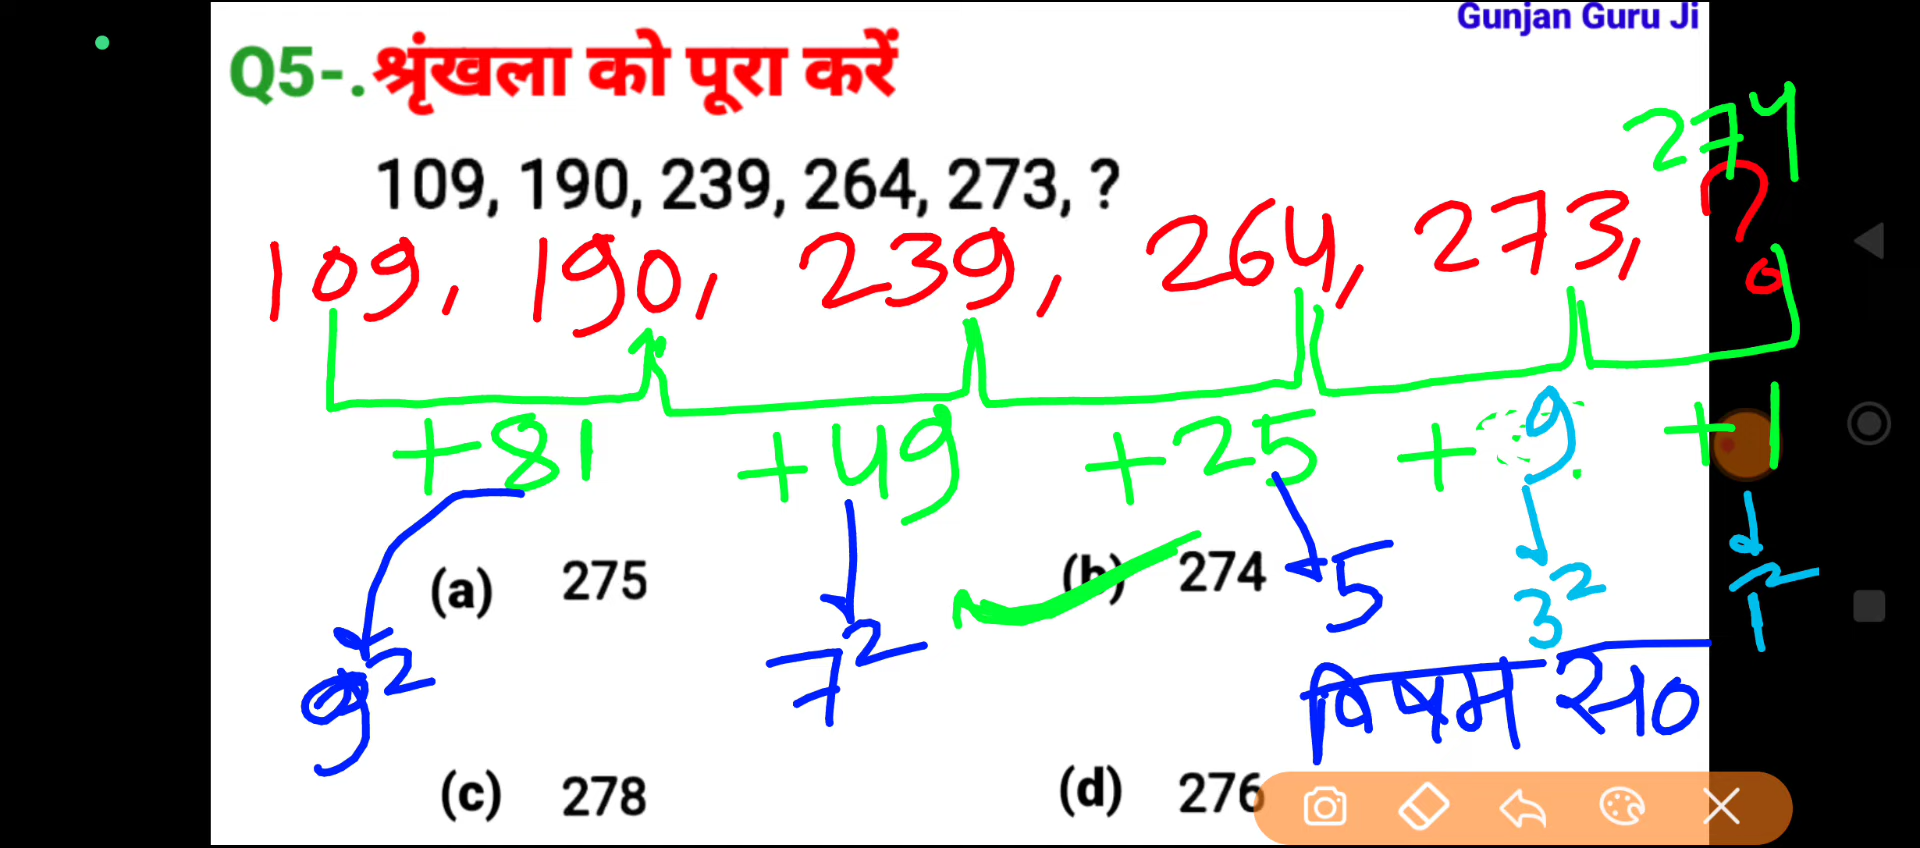 Gunjan Guru Ji
Q5-. श्रृंखला को पूरा करें
274
109, 190, 239, 264, 273, ?
109, 190, 239, 264, 273, ?
+81 +49 +25 +9 +1
(a) 275 (b) 274
9² 7² 5 3² 1²
विषम सं०
(c) 278 (d) 276